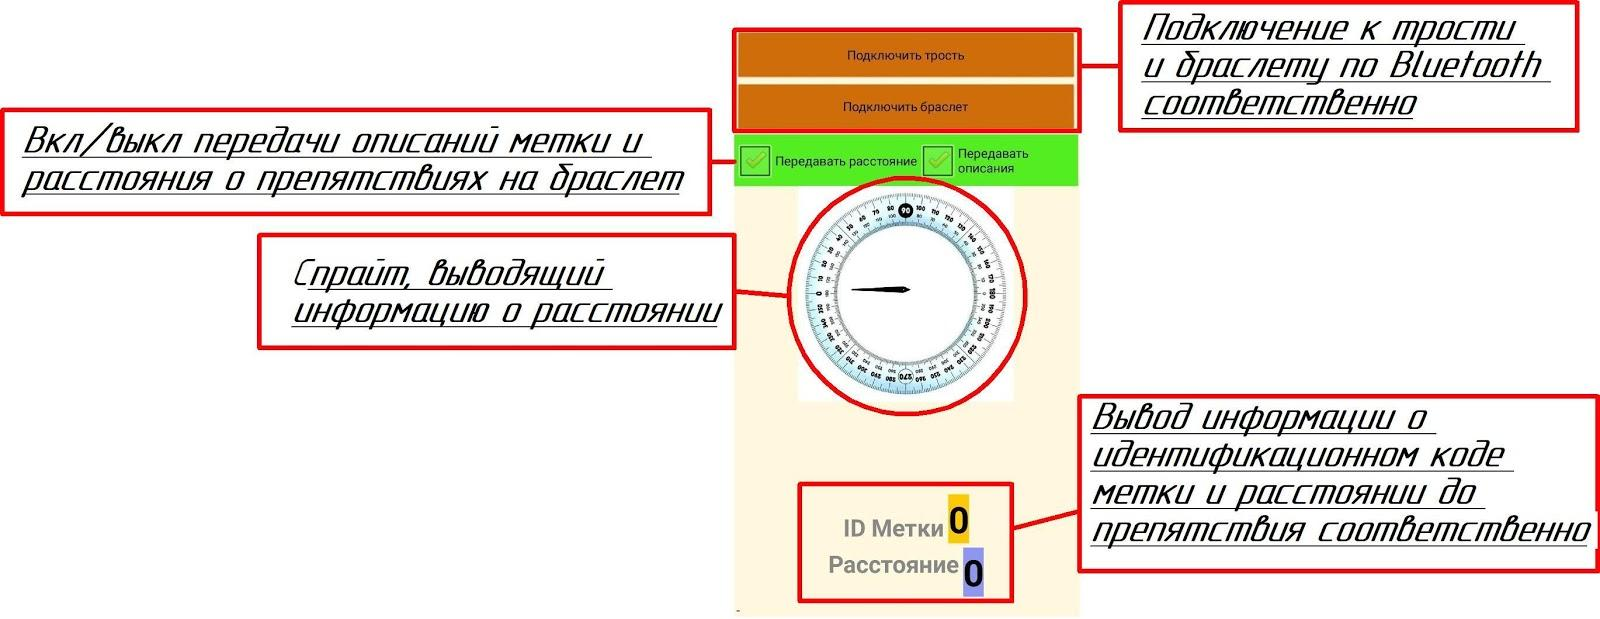 Подключение к трости
и браслету по Bluetooth
соответственно
Подключить трость
Подключить браслет
Вкл/выкл передачи описаний метки и
расстояния о препятствиях на браслет
Передавать расстояние
Передавать
описания
Спрайт, выводящий
информацию о расстоянии
90
270
Вывод информации о
идентификационном коде
метки и расстоянии до
препятствия соответственно
ID Метки 0
Расстояние 0